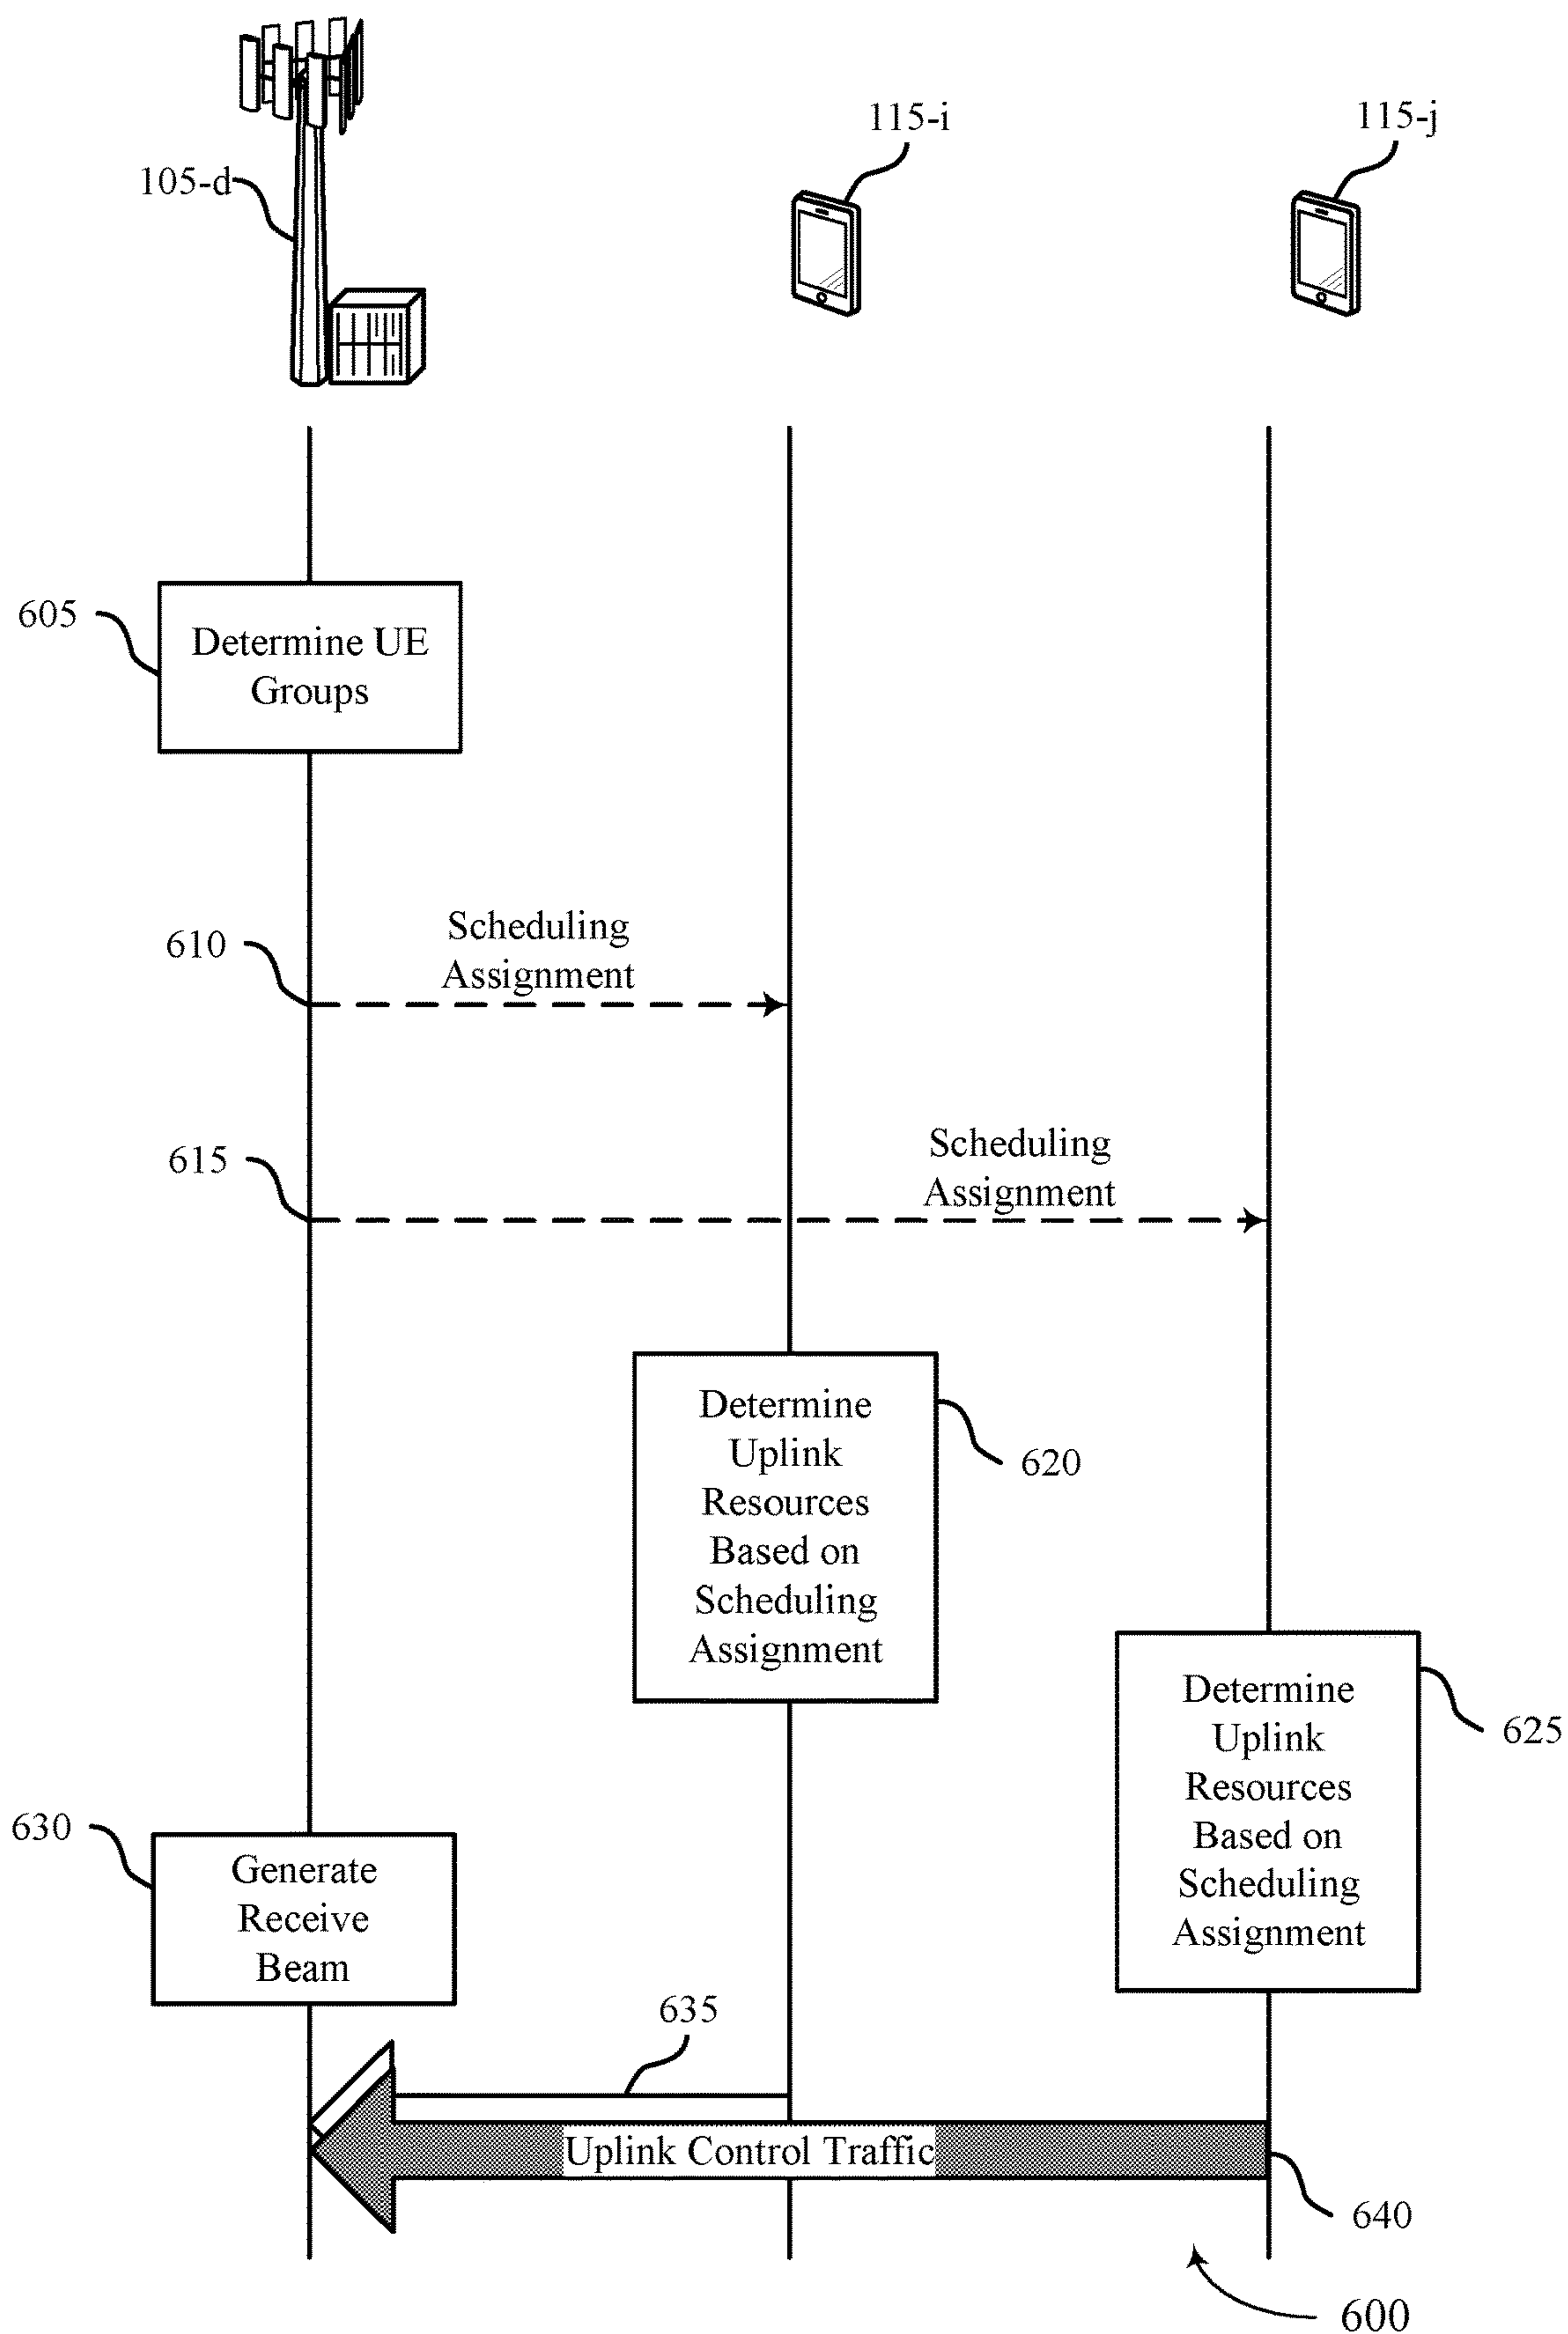 115-i
115-j
105-d
605
Determine UE
Groups
610
Scheduling
Assignment
615
Scheduling
Assignment
620
Determine
Uplink
Resources
Based on
Scheduling
Assignment
625
Determine
Uplink
Resources
Based on
Scheduling
Assignment
630
Generate
Receive
Beam
635
Uplink Control Traffic
640
600